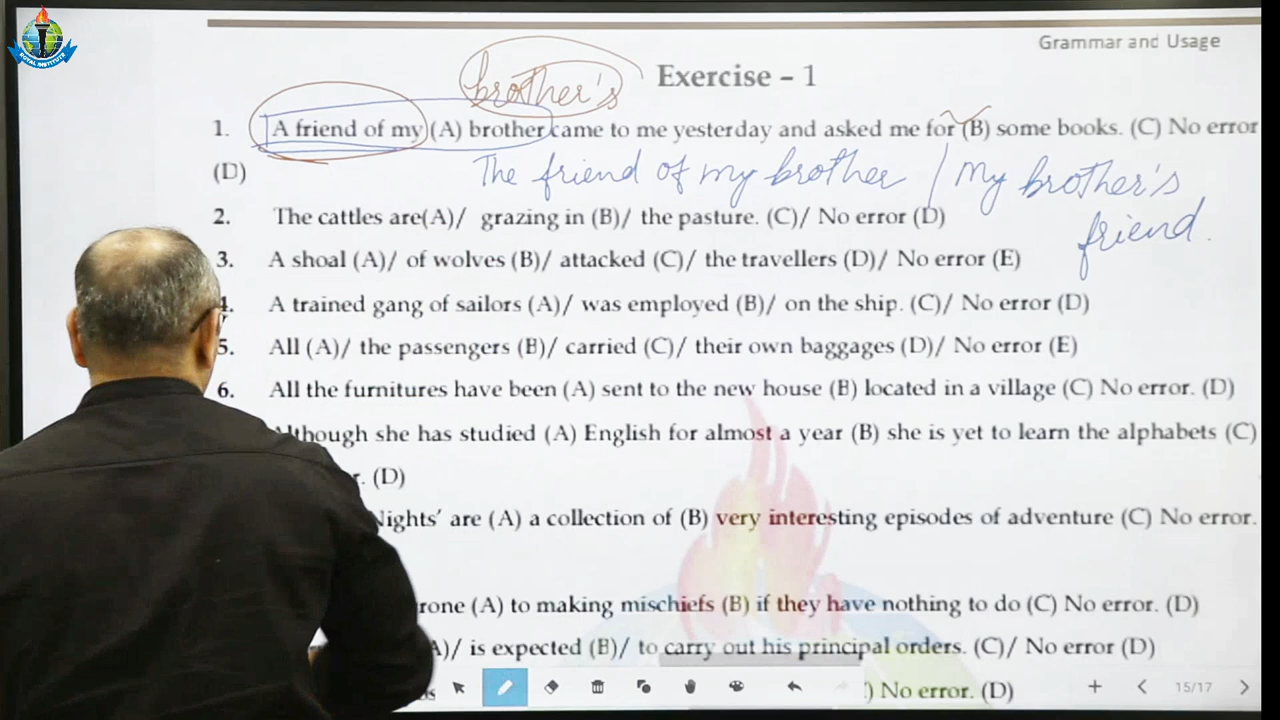 ROYAL INSTITUTE
Grammar and Usage
Exercise – 1
brother's
1. A friend of my (A) brother came to me yesterday and asked me for (B) some books. (C) No error
(D)
The friend of my brother / My brother's
friend.
2. The cattles are(A)/ grazing in (B)/ the pasture. (C)/ No error (D)
3. A shoal (A)/ of wolves (B)/ attacked (C)/ the travellers (D)/ No error (E)
4. A trained gang of sailors (A)/ was employed (B)/ on the ship. (C)/ No error (D)
5. All (A)/ the passengers (B)/ carried (C)/ their own baggages (D)/ No error (E)
6. All the furnitures have been (A) sent to the new house (B) located in a village (C) No error. (D)
Although she has studied (A) English for almost a year (B) she is yet to learn the alphabets (C)
(D)
Nights' are (A) a collection of (B) very interesting episodes of adventure (C) No error.
(A) to making mischiefs (B) if they have nothing to do (C) No error. (D)
A)/ is expected (B)/ to carry out his principal orders. (C)/ No error (D)
) No error. (D)
15/17